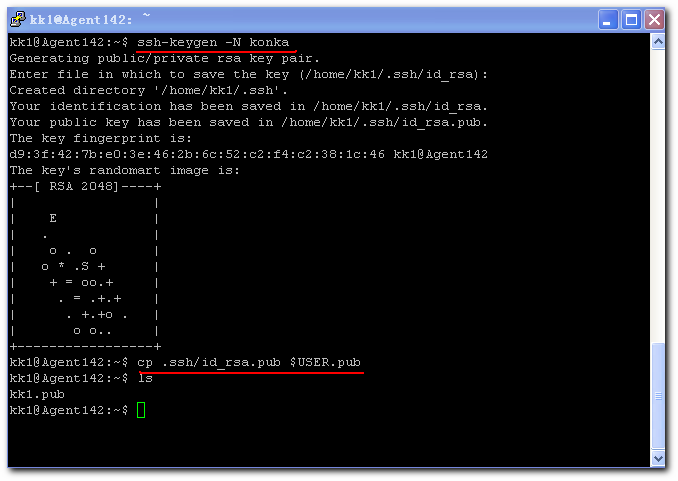 kk1@Agent142: ~
kk1@Agent142:~$ ssh-keygen -N konka
Generating public/private rsa key pair.
Enter file in which to save the key (/home/kk1/.ssh/id_rsa):
Created directory '/home/kk1/.ssh'.
Your identification has been saved in /home/kk1/.ssh/id_rsa.
Your public key has been saved in /home/kk1/.ssh/id_rsa.pub.
The key fingerprint is:
d9:3f:42:7b:e0:3e:46:2b:6c:52:c2:f4:c2:38:1c:46 kk1@Agent142
The key's randomart image is:
+--[ RSA 2048]----+
|                 |
|    E            |
|   .             |
|    o .  o       |
|   o * .S +      |
|    + = oo.+     |
|     . = .+.+    |
|      . +.+o .   |
|       o o..     |
+-----------------+
kk1@Agent142:~$ cp .ssh/id_rsa.pub $USER.pub
kk1@Agent142:~$ ls
kk1.pub
kk1@Agent142:~$